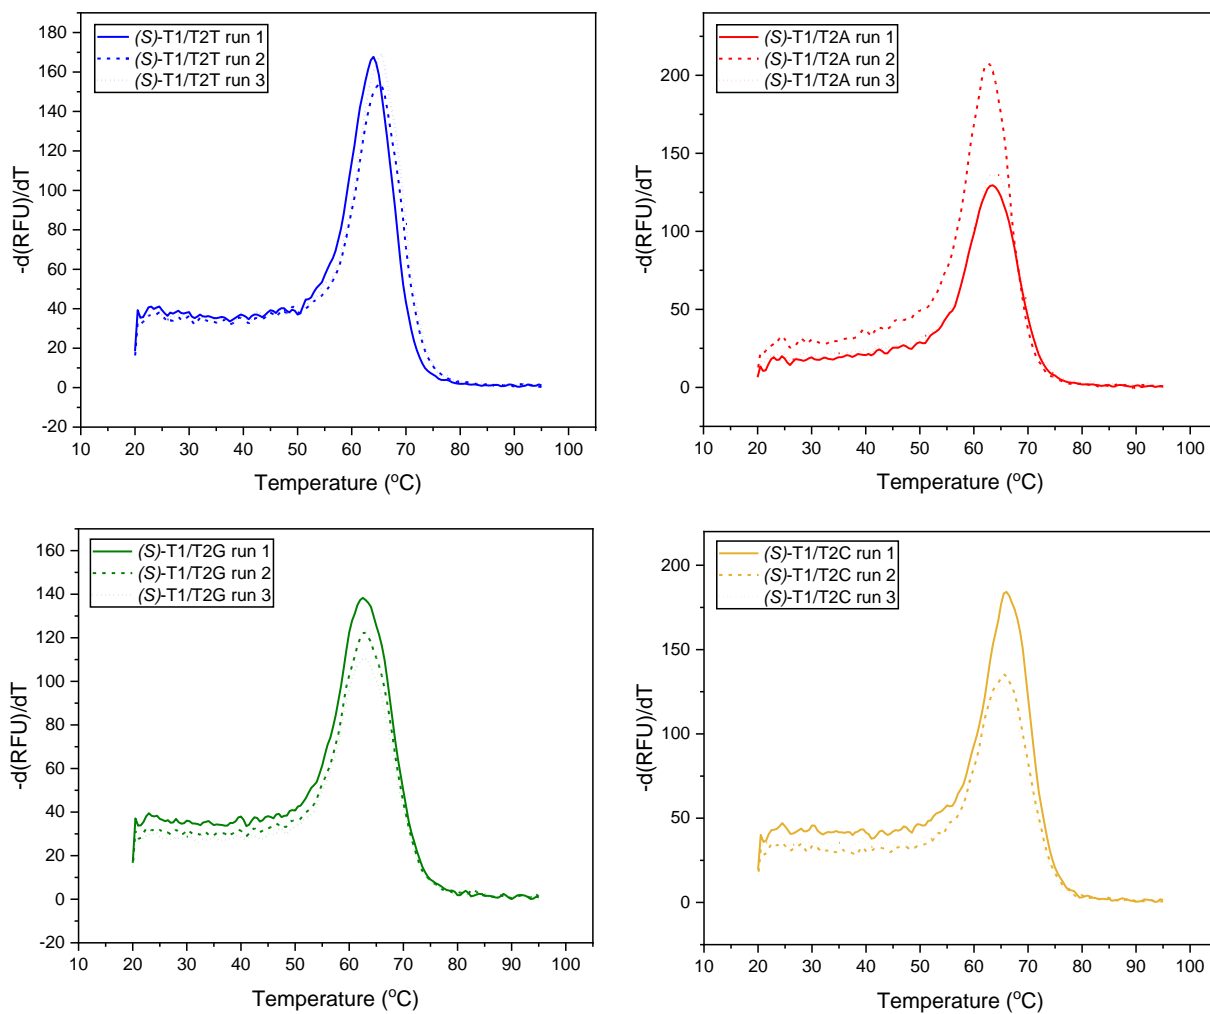 (S)-T1/T2T run 1
(S)-T1/T2T run 2
(S)-T1/T2T run 3
180
160
140
120
100
80
60
40
20
0
-20
-d(RFU)/dT
10 20 30 40 50 60 70 80 90 100
Temperature (°C)
(S)-T1/T2A run 1
(S)-T1/T2A run 2
(S)-T1/T2A run 3
200
150
100
50
0
-d(RFU)/dT
10 20 30 40 50 60 70 80 90 100
Temperature (°C)
(S)-T1/T2G run 1
(S)-T1/T2G run 2
(S)-T1/T2G run 3
160
140
120
100
80
60
40
20
0
-20
-d(RFU)/dT
10 20 30 40 50 60 70 80 90 100
Temperature (°C)
(S)-T1/T2C run 1
(S)-T1/T2C run 2
(S)-T1/T2C run 3
200
150
100
50
0
-d(RFU)/dT
10 20 30 40 50 60 70 80 90 100
Temperature (°C)